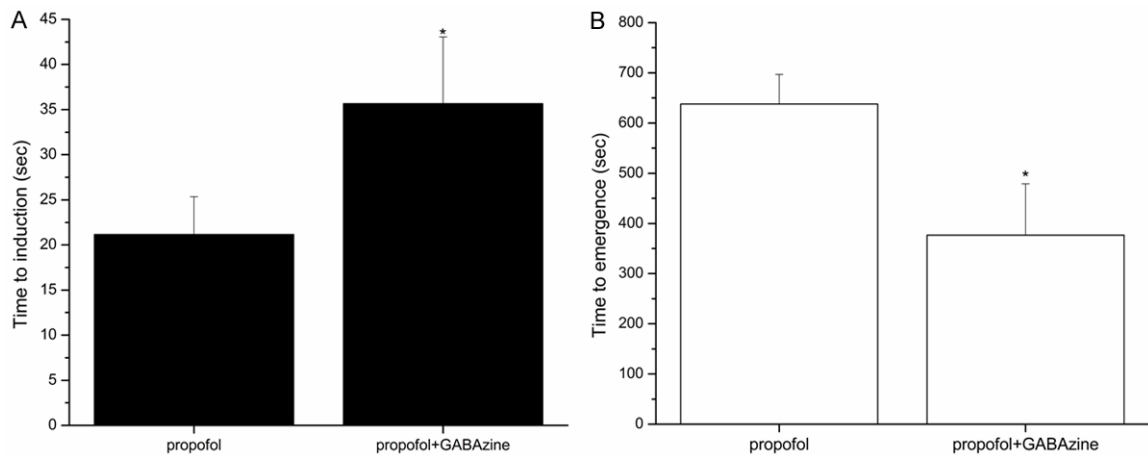 A
Time to induction (sec)
45
40
35
30
25
20
15
10
5
0
*
propofol
propofol+GABAzine
B
Time to emergence (sec)
800
700
600
500
400
300
200
100
0
*
propofol
propofol+GABAzine